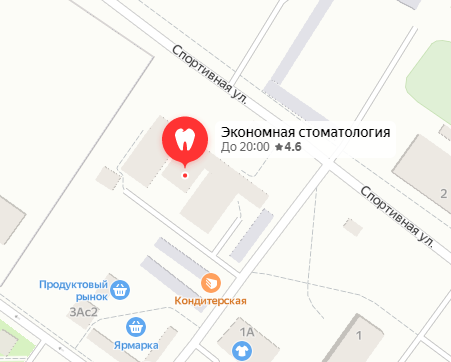 Спортивная ул.
Экономная стоматология
До 20:00 ★4.6
2
Спортивная ул.
Продуктовый
рынок
Кондитерская
3Ас2
Ярмарка
1А
1